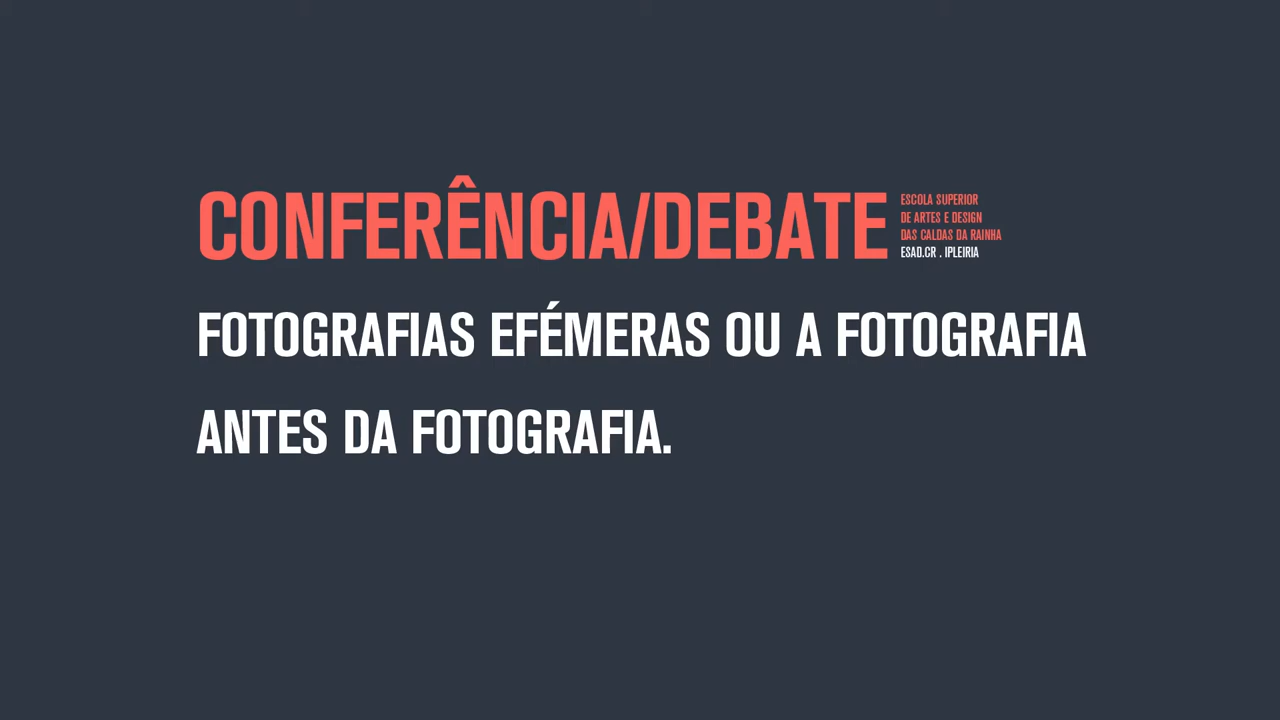 CONFERÊNCIA/DEBATE
ESCOLA SUPERIOR
DE ARTES E DESIGN
DAS CALDAS DA RAINHA
ESAD.CR . IPLEIRIA
FOTOGRAFIAS EFÉMERAS OU A FOTOGRAFIA
ANTES DA FOTOGRAFIA.